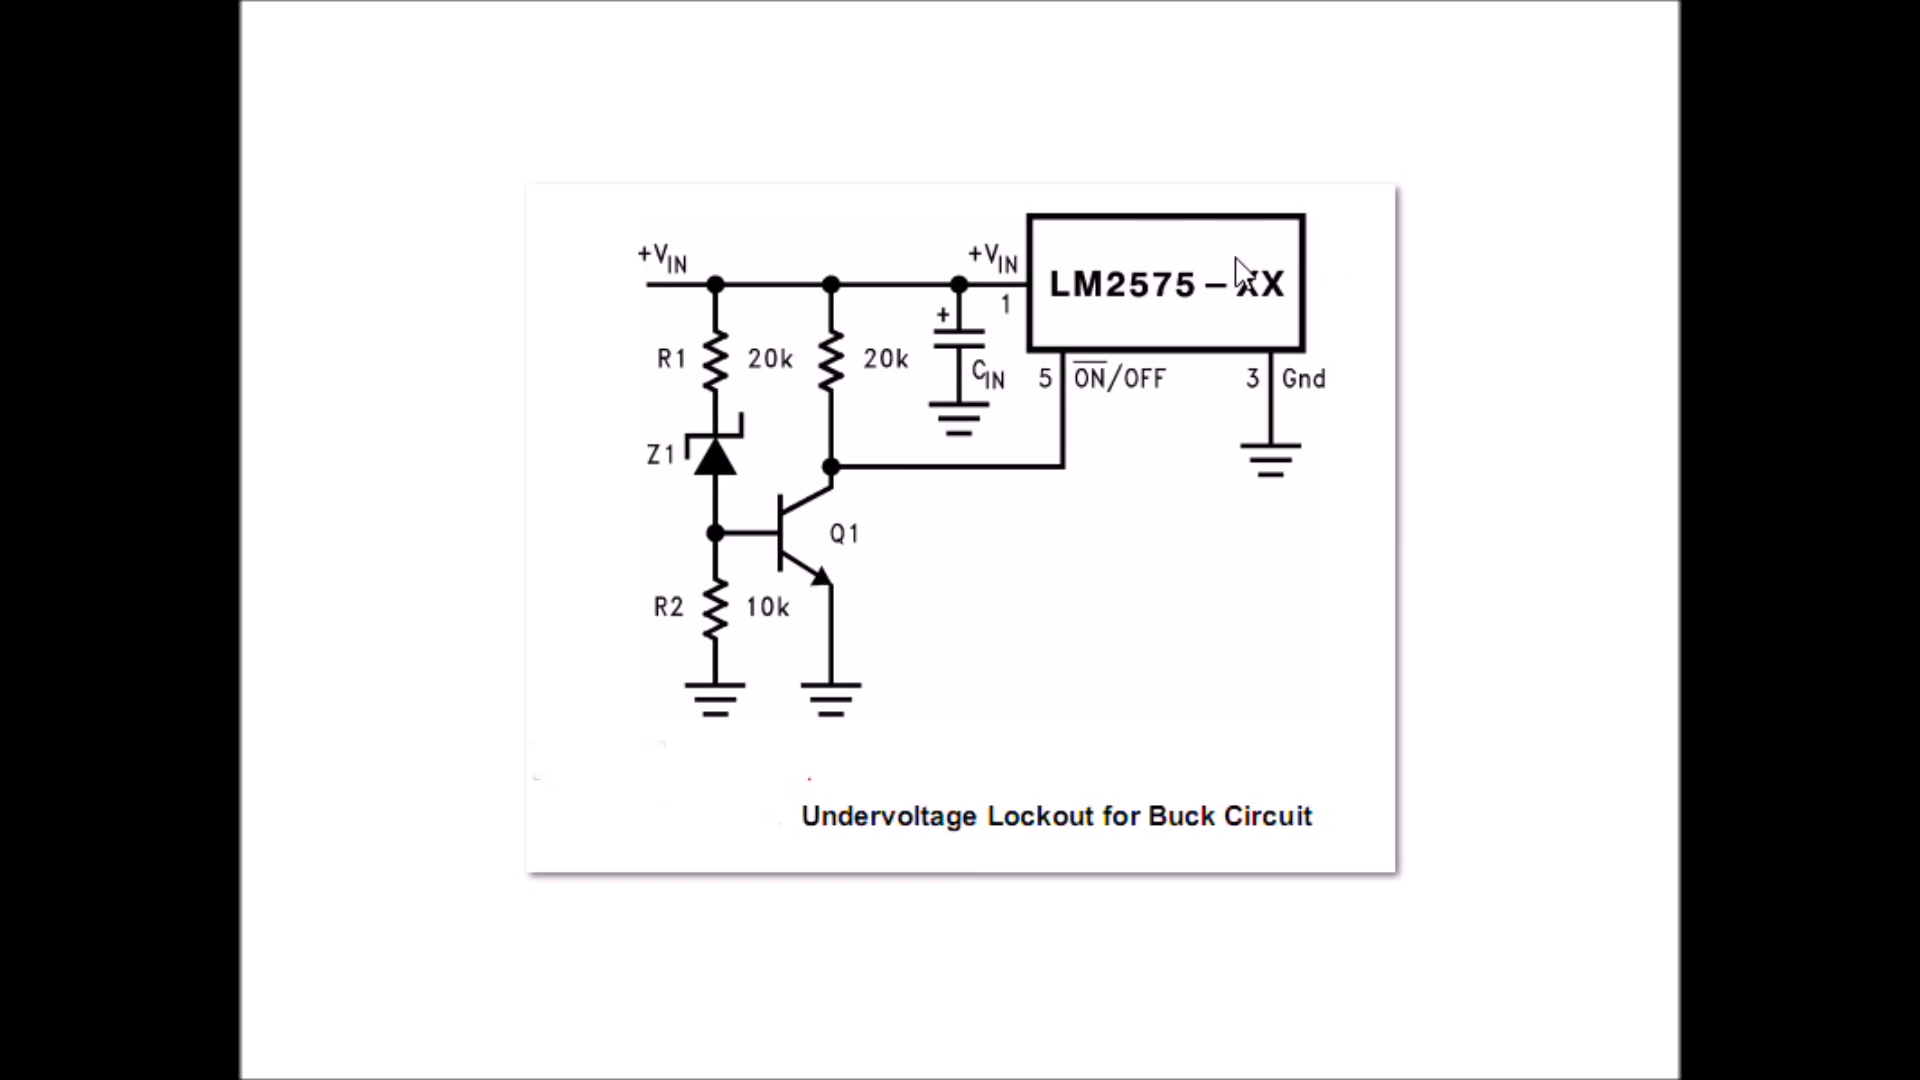 +VIN
+VIN
LM2575-XX
1
R1
20k
20k
CIN
5
ON/OFF
3
Gnd
Z1
Q1
R2
10k
Undervoltage Lockout for Buck Circuit